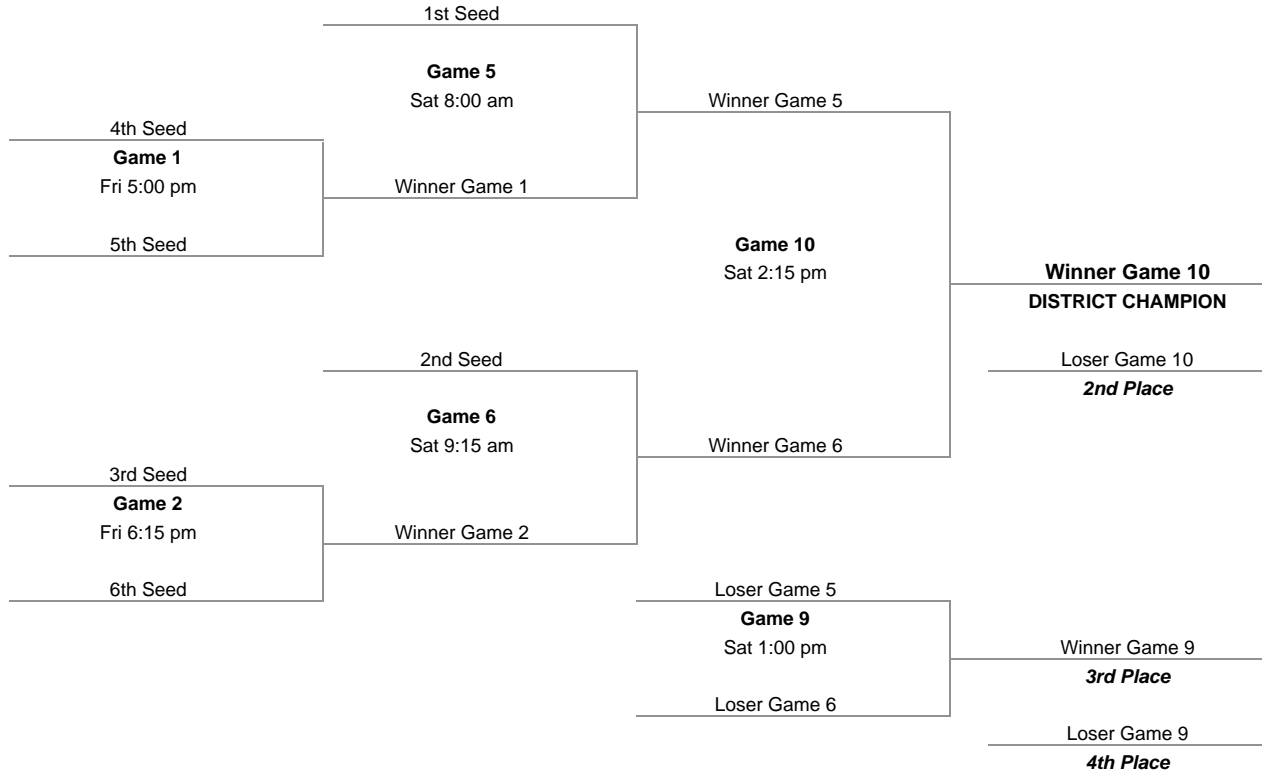 1st Seed
Game 5
Sat 8:00 am
Winner Game 5
4th Seed
Game 1
Fri 5:00 pm
Winner Game 1
5th Seed
Game 10
Sat 2:15 pm
Winner Game 10
DISTRICT CHAMPION
2nd Seed
Loser Game 10
2nd Place
Game 6
Sat 9:15 am
Winner Game 6
3rd Seed
Game 2
Fri 6:15 pm
Winner Game 2
6th Seed
Loser Game 5
Game 9
Sat 1:00 pm
Winner Game 9
3rd Place
Loser Game 6
Loser Game 9
4th Place